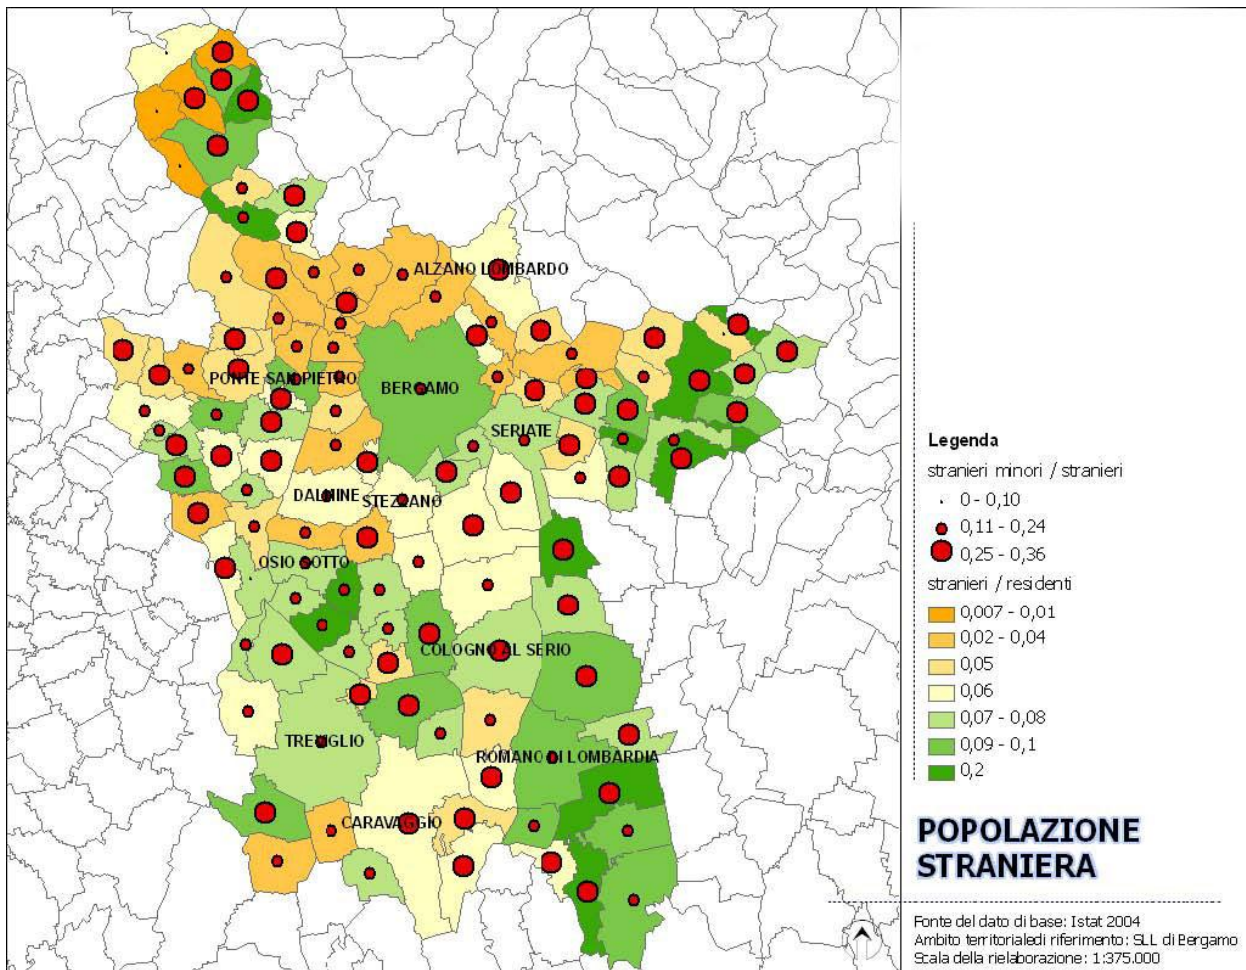 ALZANO LOMBARDO
PONTE SAN PIETRO
BERGAMO
SERIATE
DALMINE
STEZZANO
OSIO SOTTO
COLOGNO AL SERIO
TREVIGLIO
ROMANO DI LOMBARDIA
CARAVAGGIO
Legenda
stranieri minori / stranieri
0 - 0,10
0,11 - 0,24
0,25 - 0,36
stranieri / residenti
0,007 - 0,01
0,02 - 0,04
0,05
0,06
0,07 - 0,08
0,09 - 0,1
0,2
POPOLAZIONE
STRANIERA
Fonte del dato di base: Istat 2004
Ambito territorialedi riferimento: SLL di Bergamo
Scala della rielaborazione: 1:375.000